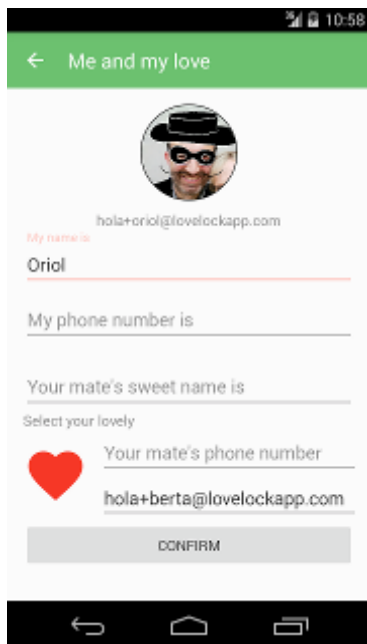 10:58
Me and my love
hola+oriol@lovelockapp.com
My name is
Oriol
My phone number is
Your mate's sweet name is
Select your lovely
Your mate's phone number
hola+berta@lovelockapp.com
CONFIRM